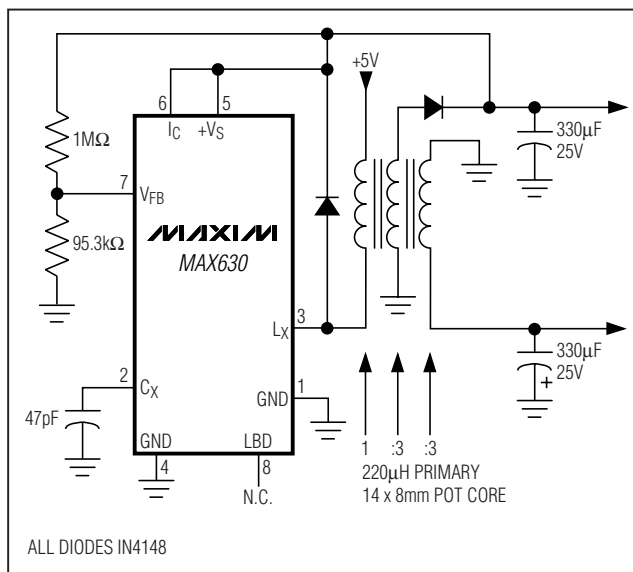 +5V
6
5
I_C
+V_S
1MΩ
330μF
25V
7
V_FB
MAXIM
MAX630
95.3kΩ
3
L_X
330μF
25V
+
2
C_X
1
GND
47pF
GND
LBD
4
8
N.C.
1 :3 :3
220μH PRIMARY
14 x 8mm POT CORE
ALL DIODES IN4148